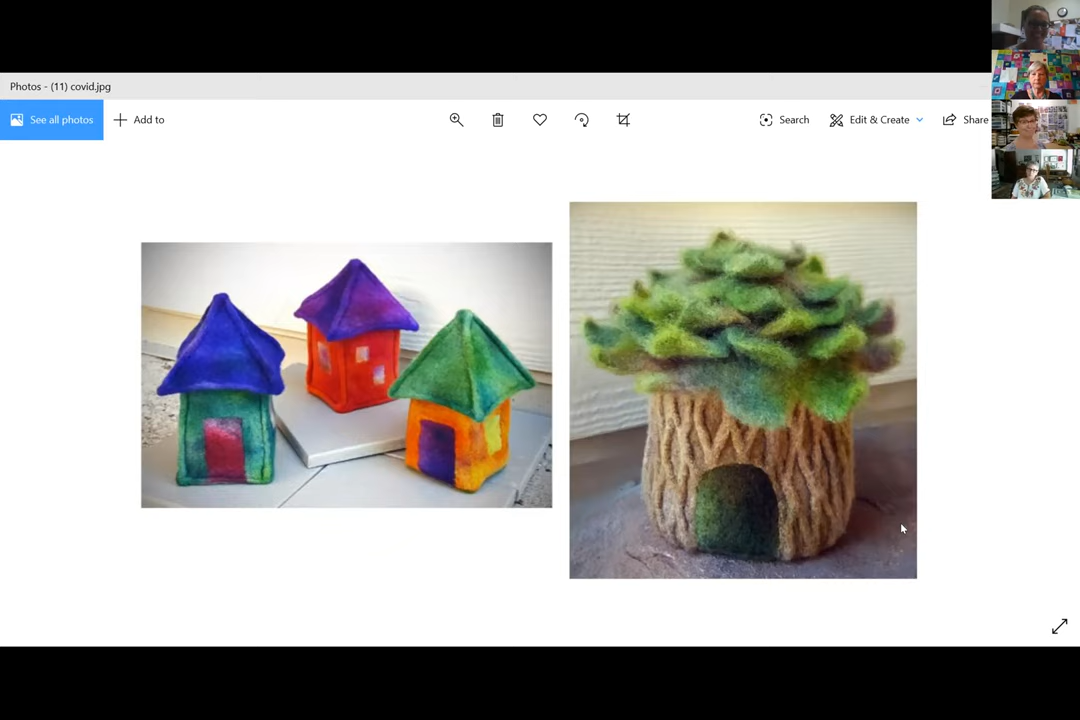 Photos - (11) covid.jpg
See all photos
Add to
Search
Edit & Create
Share